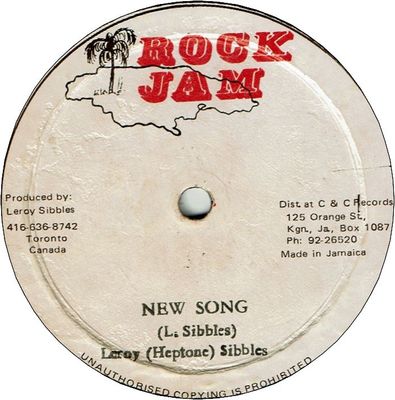 ROCK
JAM
Produced by:
Leroy Sibbles
416-636-8742
Toronto
Canada
Dist. at C & C Records
125 Orange St.,
Kgn., Ja., Box 1087
Ph: 92-26520
Made in Jamaica
NEW SONG
(L. Sibbles)
Leroy (Heptone) Sibbles
UNAUTHORISED COPYING IS PROHIBITED